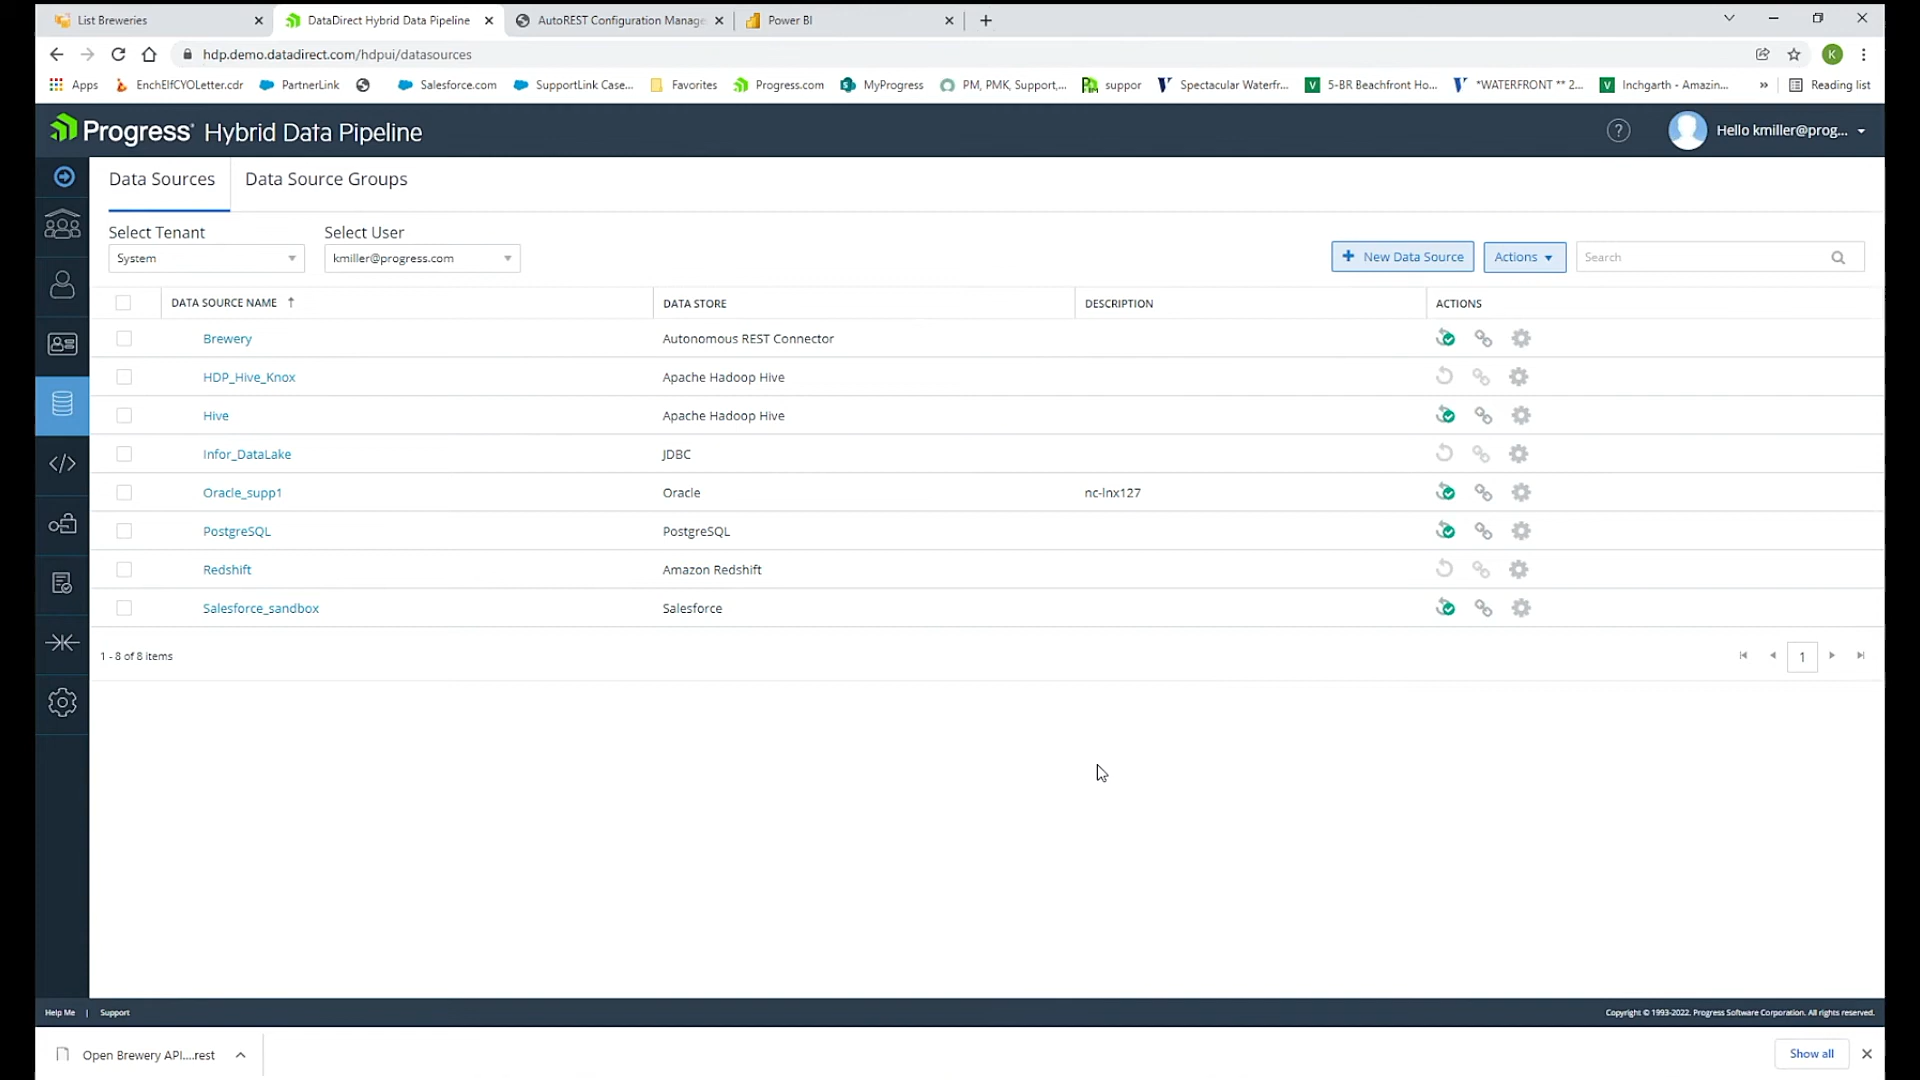 List Breweries
DataDirect Hybrid Data Pipeline
AutoREST Configuration Manage
Power BI
hdp.demo.datadirect.com/hdpui/datasources
K
Apps
EnchElfCYOLetter.cdr
PartnerLink
Salesforce.com
SupportLink Case...
Favorites
Progress.com
MyProgress
PM, PMK, Support,...
suppor
Spectacular Waterfr...
5-BR Beachfront Ho...
*WATERFRONT ** 2...
Inchgarth - Amazin...
»
Reading list
Progress Hybrid Data Pipeline
?
Hello kmiller@prog...
Data Sources
Data Source Groups
Select Tenant
Select User
System
kmiller@progress.com
+ New Data Source
Actions
Search
DATA SOURCE NAME ↑
DATA STORE
DESCRIPTION
ACTIONS
Brewery
Autonomous REST Connector
HDP_Hive_Knox
Apache Hadoop Hive
Hive
Apache Hadoop Hive
Infor_DataLake
JDBC
Oracle_supp1
Oracle
nc-lnx127
PostgreSQL
PostgreSQL
Redshift
Amazon Redshift
Salesforce_sandbox
Salesforce
1 - 8 of 8 items
1
Help Me | Support
Copyright © 1993-2022. Progress Software Corporation. All rights reserved.
Open Brewery API....rest
Show all